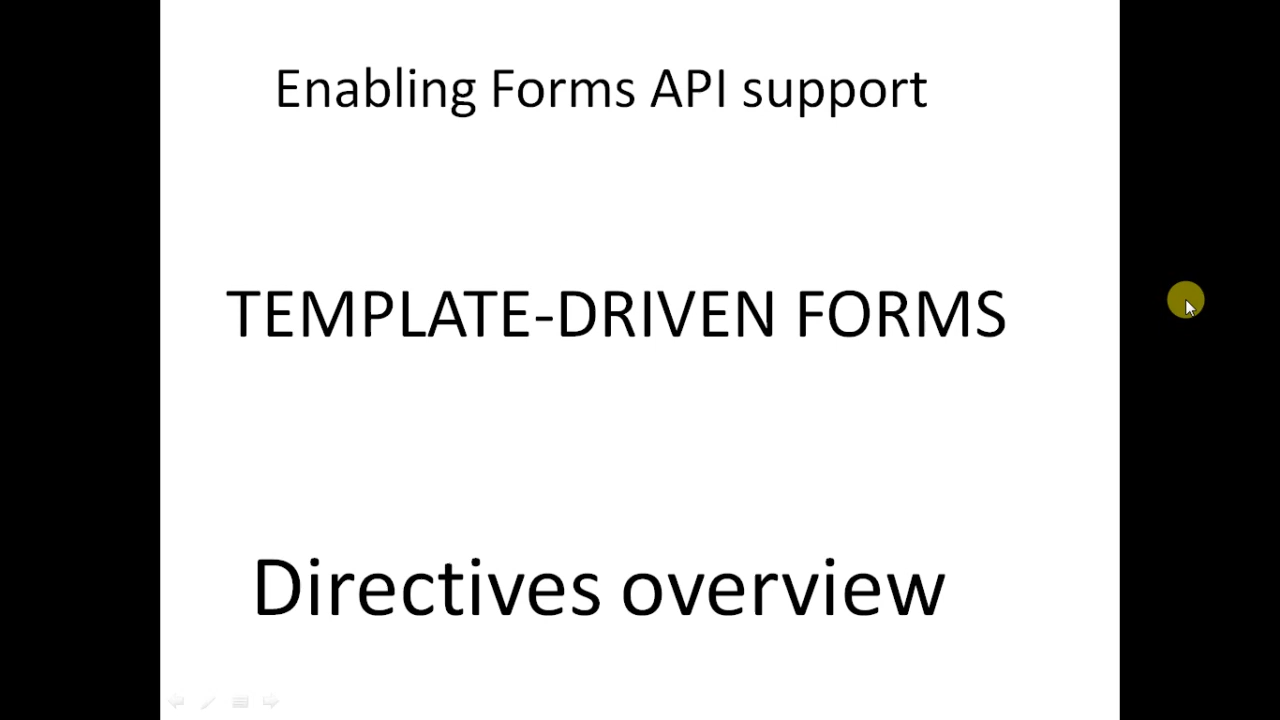 Enabling Forms API support
TEMPLATE-DRIVEN FORMS
Directives overview